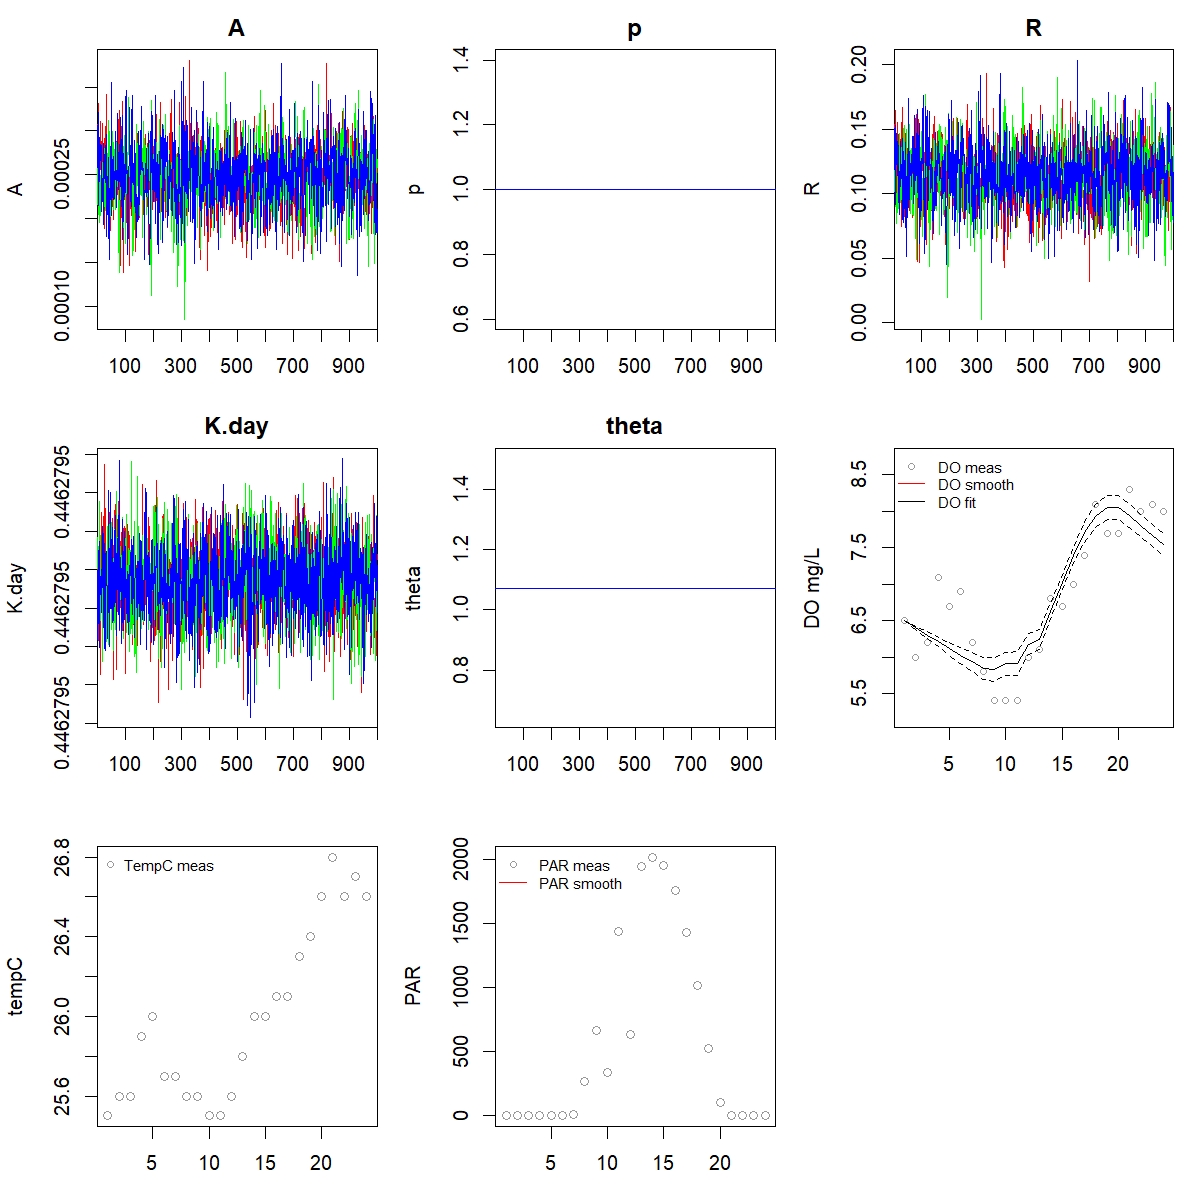 A
A
0.00010
0.00025
100 300 500 700 900
p
p
0.6 0.8 1.0 1.2 1.4
100 300 500 700 900
R
R
0.00 0.05 0.10 0.15 0.20
100 300 500 700 900
K.day
K.day
0.4462795 0.4462795 0.4462795
100 300 500 700 900
theta
theta
0.8 1.0 1.2 1.4
100 300 500 700 900
DO mg/L
5.5 6.5 7.5 8.5
DO meas
DO smooth
DO fit
5 10 15 20
tempC
25.6 26.0 26.4 26.8
TempC meas
5 10 15 20
PAR
0 500 1000 1500 2000
PAR meas
PAR smooth
5 10 15 20